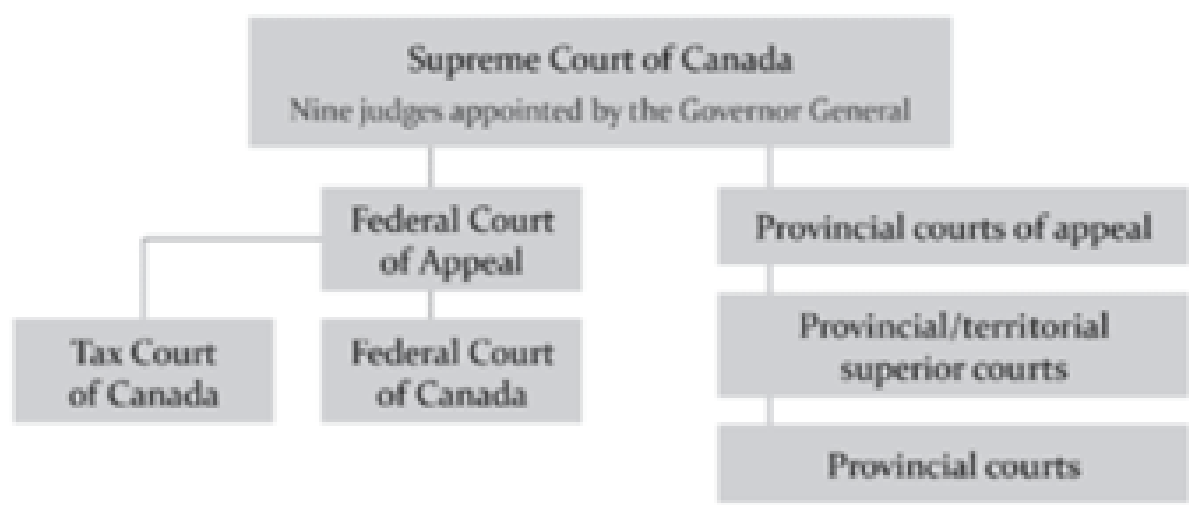 Supreme Court of Canada
Nine judges appointed by the Governor General
Federal Court
of Appeal
Provincial courts of appeal
Tax Court
of Canada
Federal Court
of Canada
Provincial/territorial
superior courts
Provincial courts